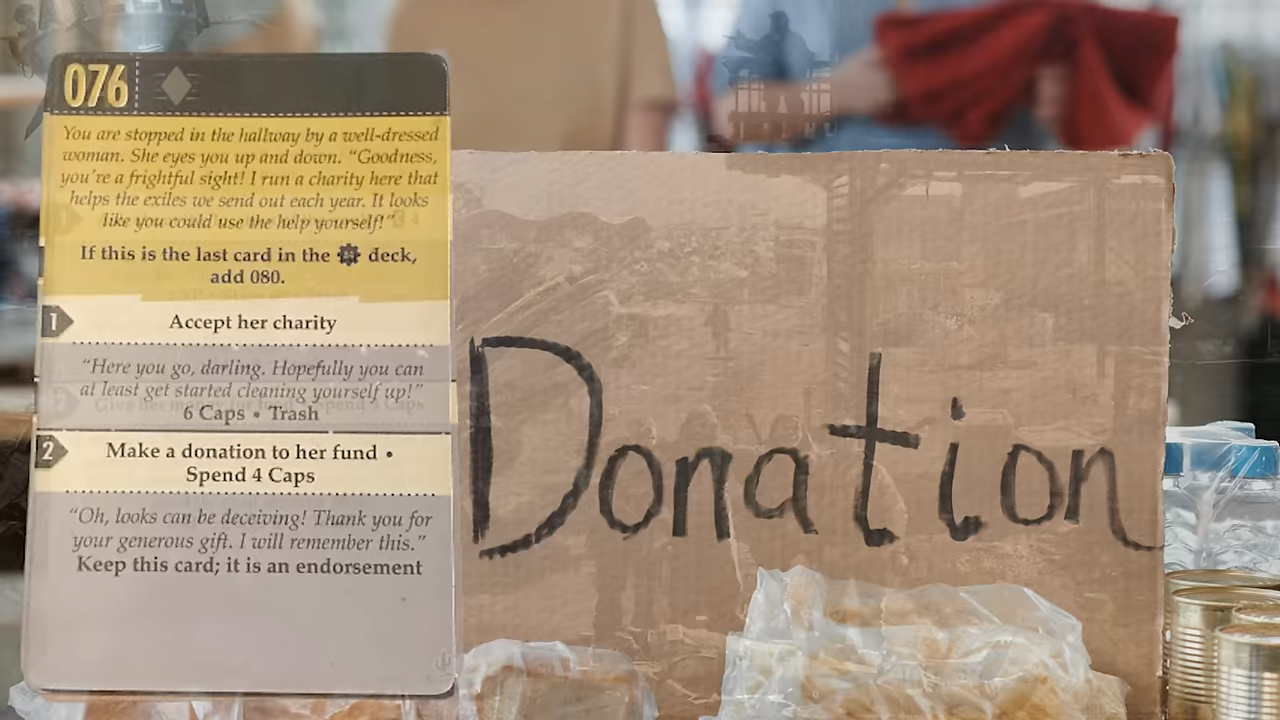 076
You are stopped in the hallway by a well-dressed
woman. She eyes you up and down. “Goodness,
you’re a frightful sight! I run a charity here that
helps the exiles we send out each year. It looks
like you could use the help yourself!”
If this is the last card in the deck,
add 080.
1
Accept her charity
“Here you go, darling. Hopefully you can
at least get started cleaning yourself up!”
6 Caps • Trash
2
Make a donation to her fund •
Spend 4 Caps
“Oh, looks can be deceiving! Thank you for
your generous gift. I will remember this.”
Keep this card; it is an endorsement
Donation